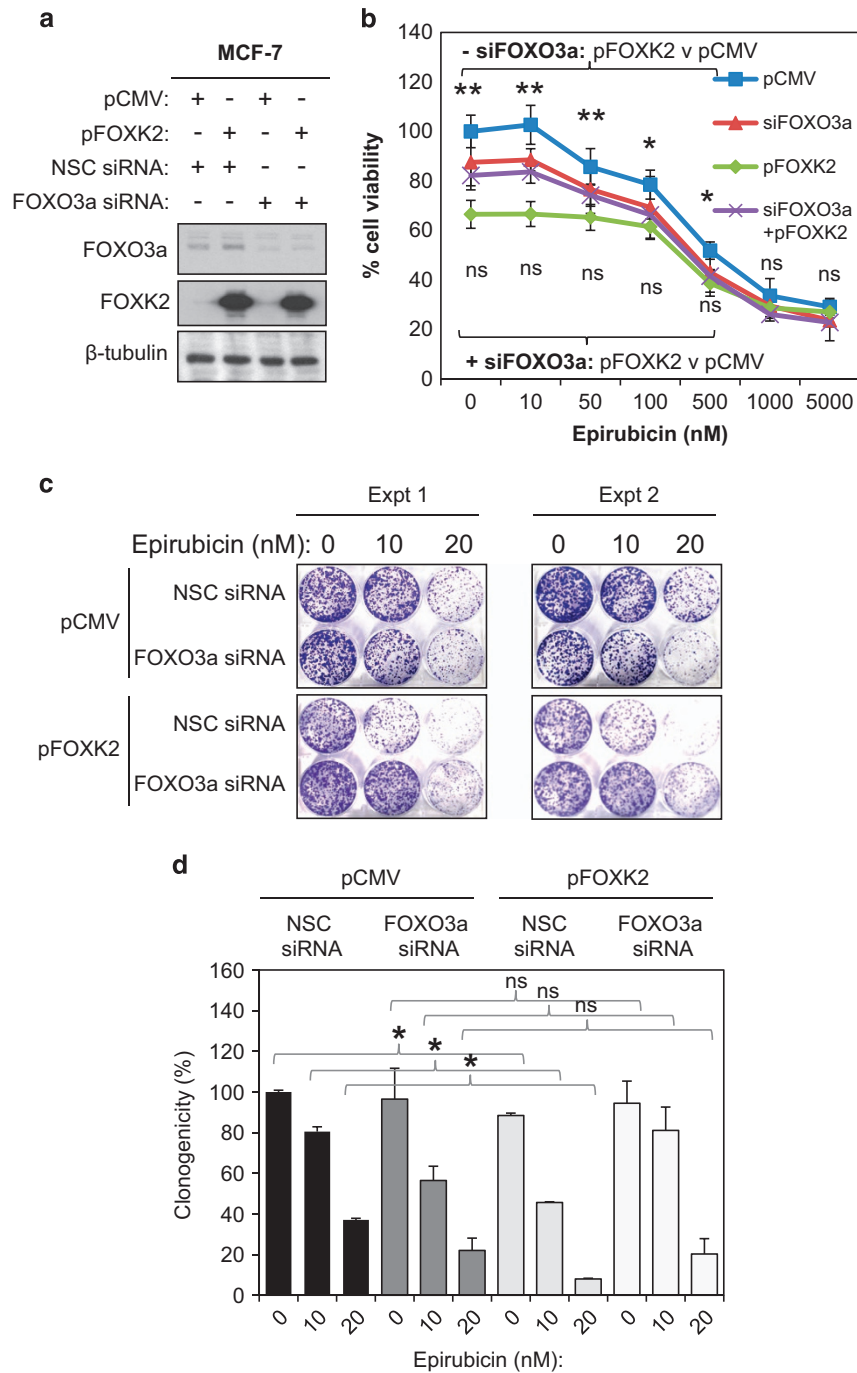 a
MCF-7
pCMV: + - + -
pFOXK2: - + - +
NSC siRNA: + + - -
FOXO3a siRNA: - - + +
FOXO3a
FOXK2
β-tubulin
b
140
120
100
80
60
40
20
0
% cell viability
- siFOXO3a: pFOXK2 v pCMV
** ** ** * *
pCMV
siFOXO3a
pFOXK2
siFOXO3a
+pFOXK2
ns ns ns ns ns ns ns
+ siFOXO3a: pFOXK2 v pCMV
0 10 50 100 500 1000 5000
Epirubicin (nM)
c
Expt 1 Expt 2
Epirubicin (nM): 0 10 20 0 10 20
pCMV
NSC siRNA
FOXO3a siRNA
pFOXK2
NSC siRNA
FOXO3a siRNA
d
pCMV pFOXK2
NSC siRNA
FOXO3a siRNA
NSC siRNA
FOXO3a siRNA
160
140
120
100
80
60
40
20
0
Clonogenicity (%)
ns
ns
ns
*
*
*
0 10 20 0 10 20 0 10 20 0 10 20
Epirubicin (nM):